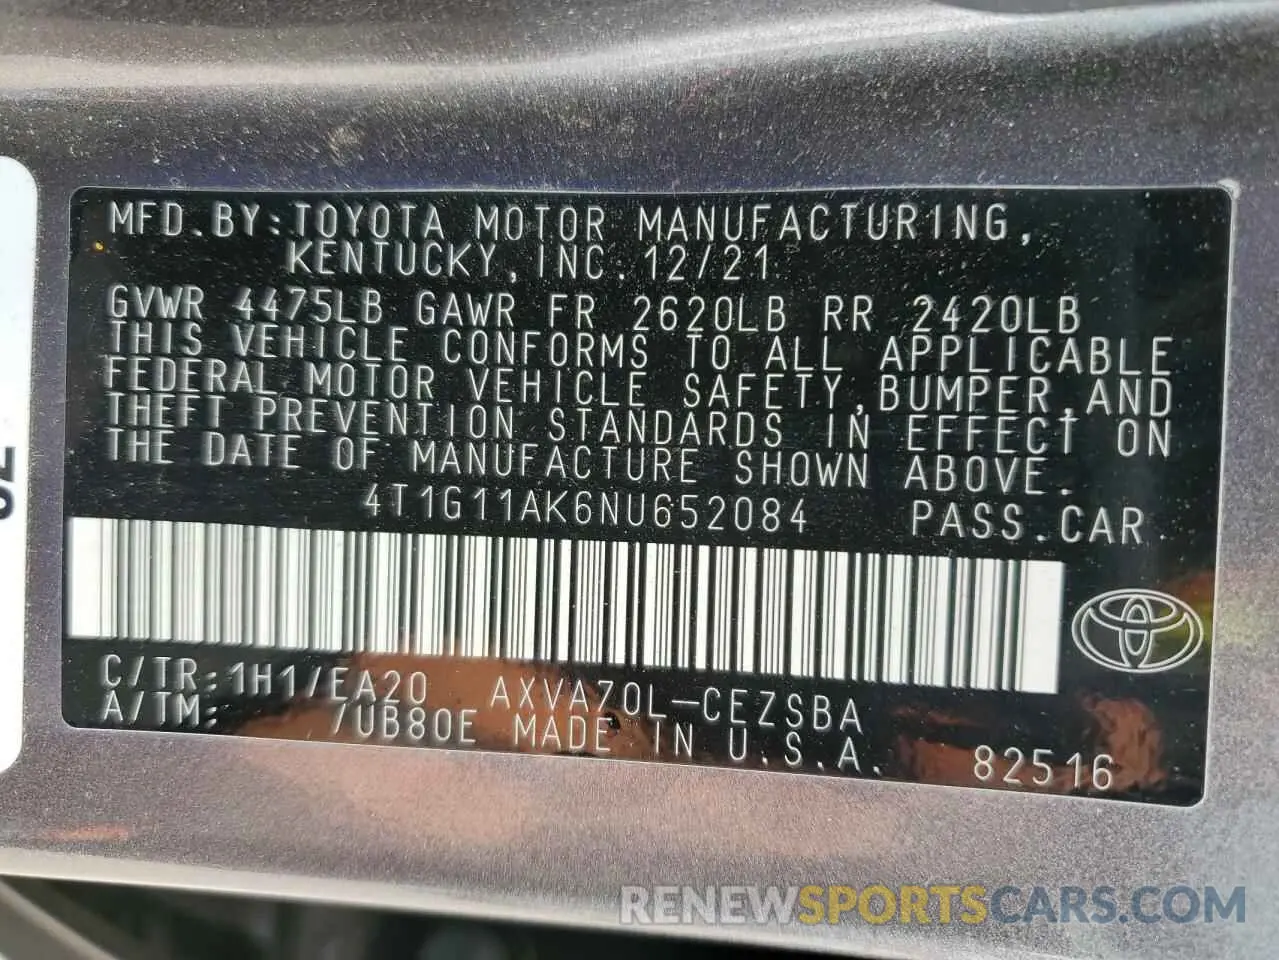 MFD.BY:TOYOTA MOTOR MANUFACTURING,
KENTUCKY, INC. 12/21
GVWR 4475LB GAWR FR 2620LB RR 2420LB
THIS VEHICLE CONFORMS TO ALL APPLICABLE
FEDERAL MOTOR VEHICLE SAFETY,BUMPER,AND
THEFT PREVENTION STANDARDS IN EFFECT ON
THE DATE OF MANUFACTURE SHOWN ABOVE.
4T1G11AK6NU652084 PASS.CAR
C/TR:1H1/EA20 AXVA70L-CEZSBA
A/TM: /UB80E MADE IN U.S.A. 82516
RENEWSPORTSCARS.COM